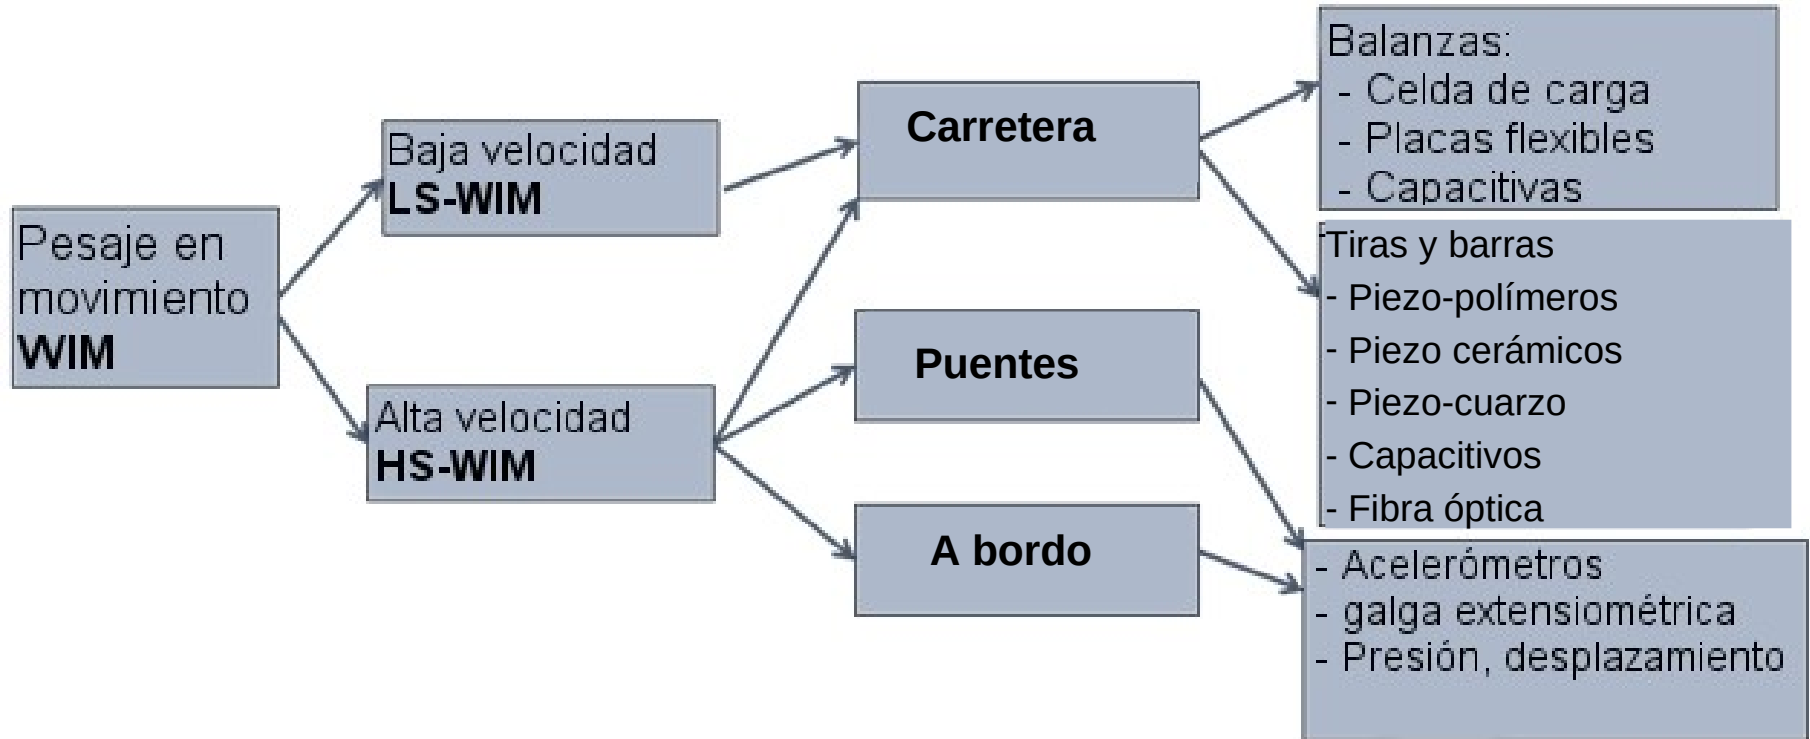 Pesaje en
movimiento
WIM
Baja velocidad
LS-WIM
Alta velocidad
HS-WIM
Carretera
Puentes
A bordo
Balanzas:
- Celda de carga
- Placas flexibles
- Capacitivas
Tiras y barras
- Piezo-polímeros
- Piezo cerámicos
- Piezo-cuarzo
- Capacitivos
- Fibra óptica
- Acelerómetros
- galga extensiométrica
- Presión, desplazamiento